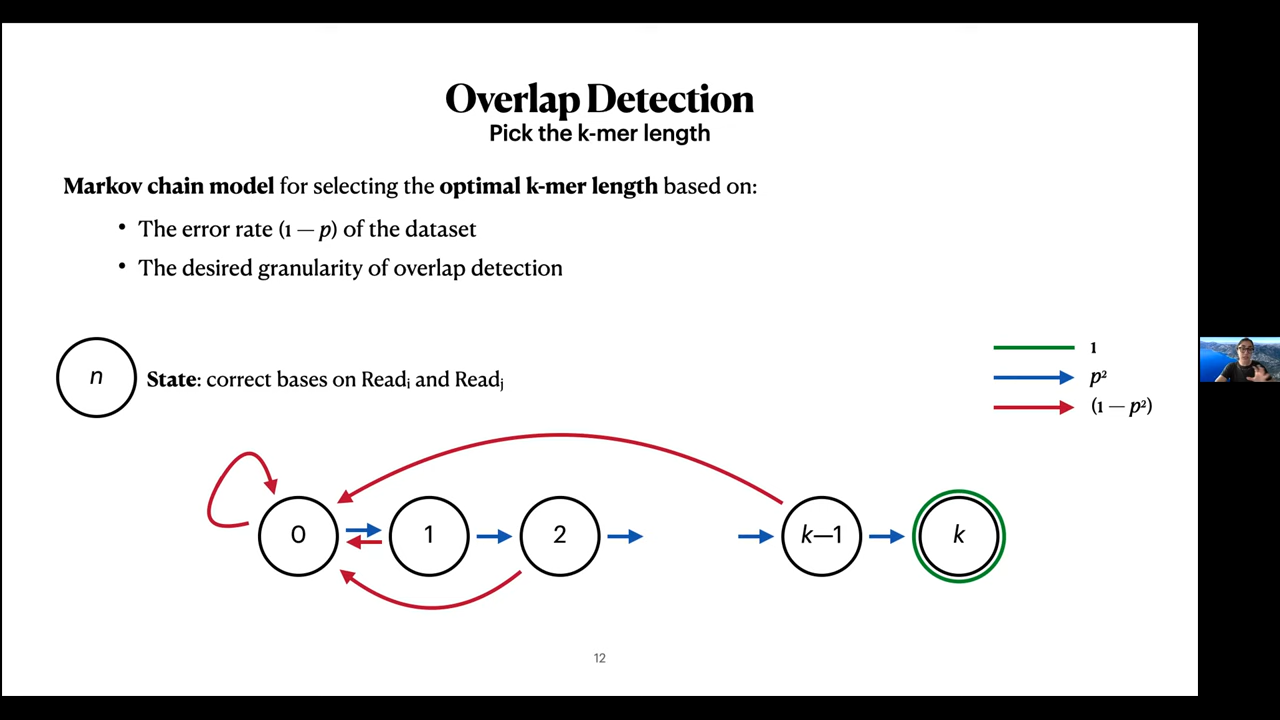 Overlap Detection
Pick the k-mer length
Markov chain model for selecting the optimal k-mer length based on:
• The error rate (1 — p) of the dataset
• The desired granularity of overlap detection
n
State: correct bases on Readᵢ and Readⱼ
1
p²
(1 — p²)
0 1 2 k—1 k
12